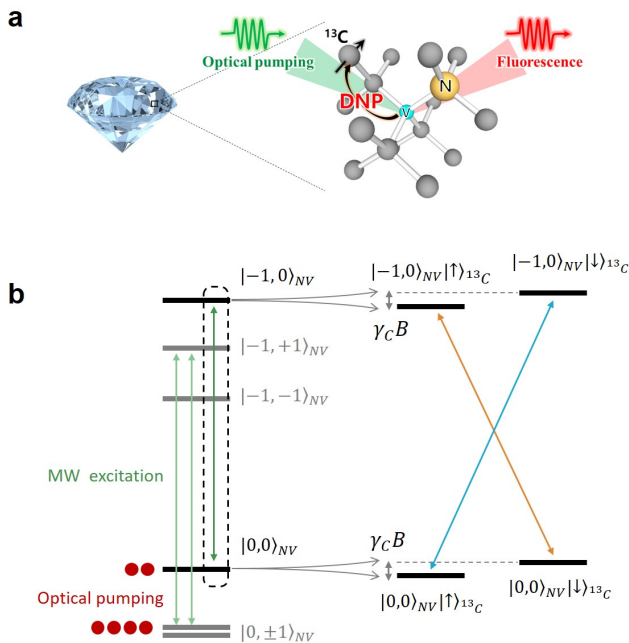 a
Optical pumping
¹³C
Fluorescence
DNP
V
N
b
|−1,0⟩NV
|−1,0⟩NV|↑⟩¹³C
|−1,0⟩NV|↓⟩¹³C
γCB
|−1,+1⟩NV
|−1,−1⟩NV
MW excitation
|0,0⟩NV
γCB
Optical pumping
|0,0⟩NV|↑⟩¹³C
|0,0⟩NV|↓⟩¹³C
|0,±1⟩NV